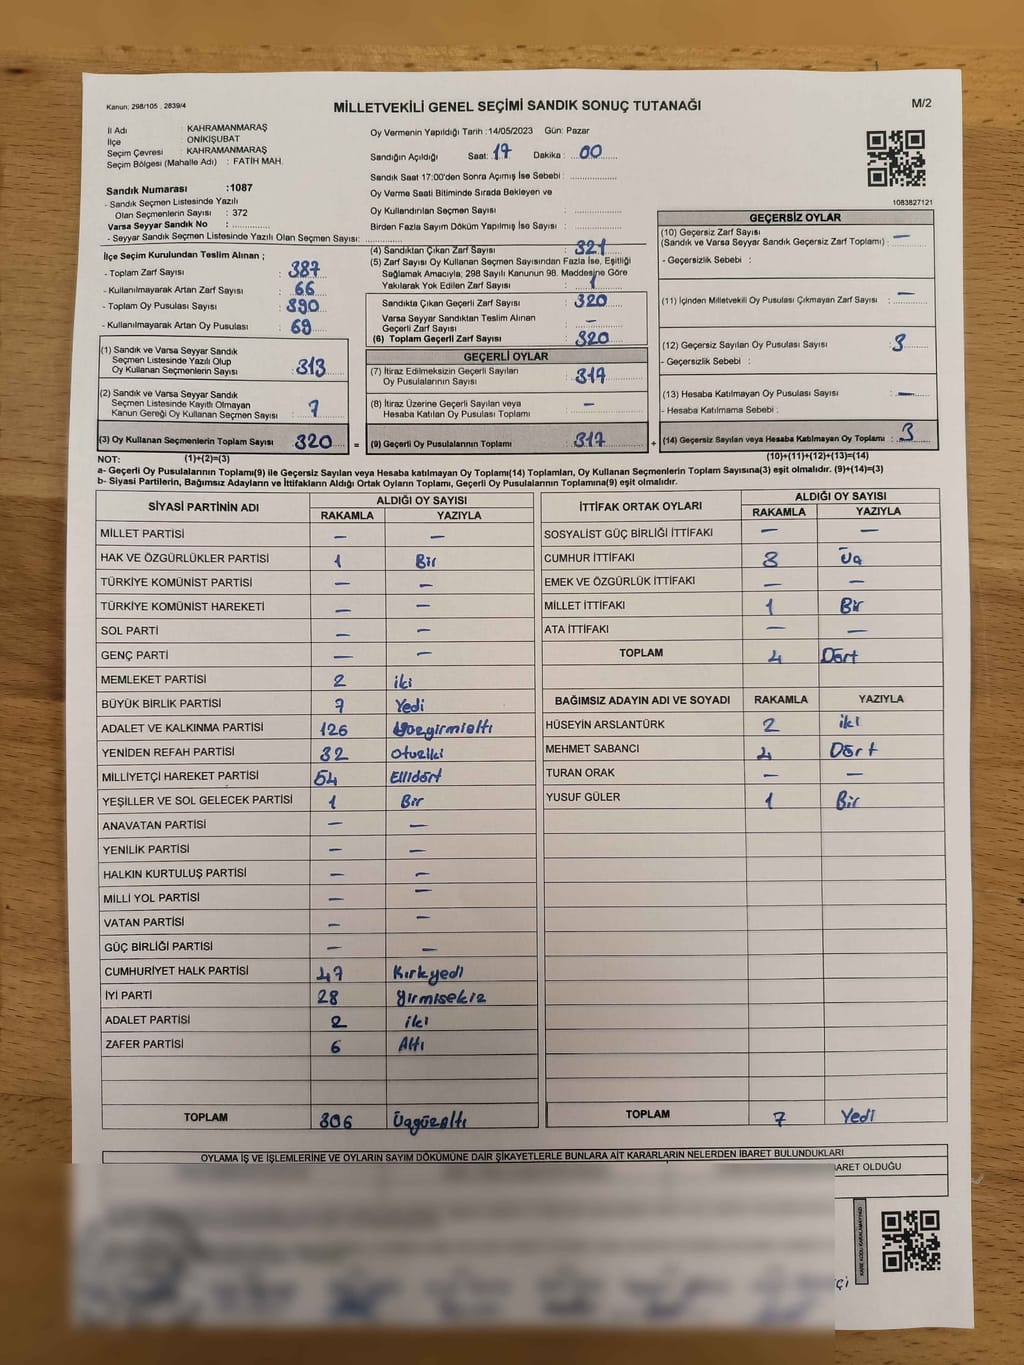 Kanun; 298/105 , 2839/4
MİLLETVEKİLİ GENEL SEÇİMİ SANDIK SONUÇ TUTANAĞI
M/2
İl Adı KAHRAMANMARAŞ
İlçe ONİKİŞUBAT
Seçim Çevresi KAHRAMANMARAŞ
Seçim Bölgesi (Mahalle Adı) : FATİH MAH.
Sandık Numarası :1087
- Sandık Seçmen Listesinde Yazılı
Olan Seçmenlerin Sayısı : 372
Varsa Seyyar Sandık No :
- Seyyar Sandık Seçmen Listesinde Yazılı Olan Seçmen Sayısı:
Oy Vermenin Yapıldığı Tarih :14/05/2023 Gün: Pazar
Sandığın Açıldığı Saat: 17 Dakika : 00
Sandık Saat 17:00'den Sonra Açımış İse Sebebi :
Oy Verme Saati Bitiminde Sırada Bekleyen ve
Oy Kullandırılan Seçmen Sayısı :
Birden Fazla Sayım Döküm Yapılmış İse Sayısı :
1083827121
İlçe Seçim Kurulundan Teslim Alınan ;
- Toplam Zarf Sayısı : 387
- Kullanılmayarak Artan Zarf Sayısı : 66
- Toplam Oy Pusulası Sayısı : 390
- Kullanılmayarak Artan Oy Pusulası : 69
(1) Sandık ve Varsa Seyyar Sandık
Seçmen Listesinde Yazılı Olup
Oy Kullanan Seçmenlerin Sayısı : 313
(2) Sandık ve Varsa Seyyar Sandık
Seçmen Listesinde Kayıtlı Olmayan
Kanun Gereği Oy Kullanan Seçmen Sayısı : 7
(3) Oy Kullanan Seçmenlerin Toplam Sayısı : 320 =
(4) Sandıktan Çıkan Zarf Sayısı : 321
(5) Zarf Sayısı Oy Kullanan Seçmen Sayısından Fazla İse, Eşitliği
Sağlamak Amacıyla, 298 Sayılı Kanunun 98. Maddesine Göre
Yakılarak Yok Edilen Zarf Sayısı : 1
Sandıkta Çıkan Geçerli Zarf Sayısı : 320
Varsa Seyyar Sandıktan Teslim Alınan
Geçerli Zarf Sayısı : —
(6) Toplam Geçerli Zarf Sayısı : 320
GEÇERLİ OYLAR
(7) İtiraz Edilmeksizin Geçerli Sayılan
Oy Pusulalarının Sayısı : 317
(8) İtiraz Üzerine Geçerli Sayılan veya
Hesaba Katılan Oy Pusulası Toplamı : —
(9) Geçerli Oy Pusulalarının Toplamı : 317 +
GEÇERSİZ OYLAR
(10) Geçersiz Zarf Sayısı
(Sandık ve Varsa Seyyar Sandık Geçersiz Zarf Toplamı) : —
- Geçersizlik Sebebi :
(11) İçinden Milletvekili Oy Pusulası Çıkmayan Zarf Sayısı : —
(12) Geçersiz Sayılan Oy Pusulası Sayısı : 3
- Geçersizlik Sebebi :
(13) Hesaba Katılmayan Oy Pusulası Sayısı : —
- Hesaba Katılmama Sebebi :
(14) Geçersiz Sayılan veya Hesaba Katılmayan Oy Toplamı : 3
NOT: (1)+(2)=(3) (10)+(11)+(12)+(13)=(14)
a- Geçerli Oy Pusulalarının Toplamı(9) ile Geçersiz Sayılan veya Hesaba katılmayan Oy Toplamı(14) Toplamları, Oy Kullanan Seçmenlerin Toplam Sayısına(3) eşit olmalıdır. (9)+(14)=(3)
b- Siyasi Partilerin, Bağımsız Adayların ve İttifakların Aldığı Ortak Oyların Toplamı, Geçerli Oy Pusulalarının Toplamına(9) eşit olmalıdır.
SİYASİ PARTİNİN ADI ALDIĞI OY SAYISI
RAKAMLA YAZIYLA
MİLLET PARTİSİ — —
HAK VE ÖZGÜRLÜKLER PARTİSİ 1 Bir
TÜRKİYE KOMÜNİST PARTİSİ — —
TÜRKİYE KOMÜNİST HAREKETİ — —
SOL PARTİ — —
GENÇ PARTİ — —
MEMLEKET PARTİSİ 2 iki
BÜYÜK BİRLİK PARTİSİ 7 Yedi
ADALET VE KALKINMA PARTİSİ 126 Yüzyirmialtı
YENİDEN REFAH PARTİSİ 32 otuziki
MİLLİYETÇİ HAREKET PARTİSİ 54 Ellidört
YEŞİLLER VE SOL GELECEK PARTİSİ 1 Bir
ANAVATAN PARTİSİ — —
YENİLİK PARTİSİ — —
HALKIN KURTULUŞ PARTİSİ — —
MİLLİ YOL PARTİSİ — —
VATAN PARTİSİ — —
GÜÇ BİRLİĞİ PARTİSİ — —
CUMHURİYET HALK PARTİSİ 47 Kırkyedi
İYİ PARTİ 28 yirmisekiz
ADALET PARTİSİ 2 iki
ZAFER PARTİSİ 6 Altı
TOPLAM 306 Üçyüzaltı
İTTİFAK ORTAK OYLARI ALDIĞI OY SAYISI
RAKAMLA YAZIYLA
SOSYALİST GÜÇ BİRLİĞİ İTTİFAKI — —
CUMHUR İTTİFAKI 3 Üç
EMEK VE ÖZGÜRLÜK İTTİFAKI — —
MİLLET İTTİFAKI 1 Bir
ATA İTTİFAKI — —
TOPLAM 4 Dört
BAĞIMSIZ ADAYIN ADI VE SOYADI RAKAMLA YAZIYLA
HÜSEYİN ARSLANTÜRK 2 iki
MEHMET SABANCI 4 Dört
TURAN ORAK — —
YUSUF GÜLER 1 Bir
TOPLAM 7 Yedi
OYLAMA İŞ VE İŞLEMLERİNE VE OYLARIN SAYIM DÖKÜMÜNE DAİR ŞİKAYETLERLE BUNLARA AİT KARARLARIN NELERDEN İBARET BULUNDUKLARI
BARET OLDUĞU